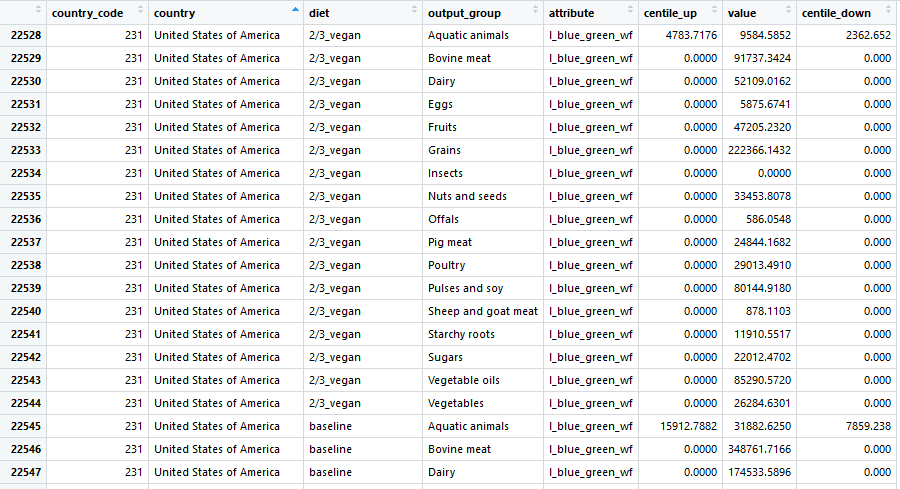 country_code country diet output_group attribute centile_up value centile_down
22528 231 United States of America 2/3_vegan Aquatic animals l_blue_green_wf 4783.7176 9584.5852 2362.652
22529 231 United States of America 2/3_vegan Bovine meat l_blue_green_wf 0.0000 91737.3424 0.000
22530 231 United States of America 2/3_vegan Dairy l_blue_green_wf 0.0000 52109.0162 0.000
22531 231 United States of America 2/3_vegan Eggs l_blue_green_wf 0.0000 5875.6741 0.000
22532 231 United States of America 2/3_vegan Fruits l_blue_green_wf 0.0000 47205.2320 0.000
22533 231 United States of America 2/3_vegan Grains l_blue_green_wf 0.0000 222366.1432 0.000
22534 231 United States of America 2/3_vegan Insects l_blue_green_wf 0.0000 0.0000 0.000
22535 231 United States of America 2/3_vegan Nuts and seeds l_blue_green_wf 0.0000 33453.8078 0.000
22536 231 United States of America 2/3_vegan Offals l_blue_green_wf 0.0000 586.0548 0.000
22537 231 United States of America 2/3_vegan Pig meat l_blue_green_wf 0.0000 24844.1682 0.000
22538 231 United States of America 2/3_vegan Poultry l_blue_green_wf 0.0000 29013.4910 0.000
22539 231 United States of America 2/3_vegan Pulses and soy l_blue_green_wf 0.0000 80144.9180 0.000
22540 231 United States of America 2/3_vegan Sheep and goat meat l_blue_green_wf 0.0000 878.1103 0.000
22541 231 United States of America 2/3_vegan Starchy roots l_blue_green_wf 0.0000 11910.5517 0.000
22542 231 United States of America 2/3_vegan Sugars l_blue_green_wf 0.0000 22012.4702 0.000
22543 231 United States of America 2/3_vegan Vegetable oils l_blue_green_wf 0.0000 85290.5720 0.000
22544 231 United States of America 2/3_vegan Vegetables l_blue_green_wf 0.0000 26284.6301 0.000
22545 231 United States of America baseline Aquatic animals l_blue_green_wf 15912.7882 31882.6250 7859.238
22546 231 United States of America baseline Bovine meat l_blue_green_wf 0.0000 348761.7166 0.000
22547 231 United States of America baseline Dairy l_blue_green_wf 0.0000 174533.5896 0.000